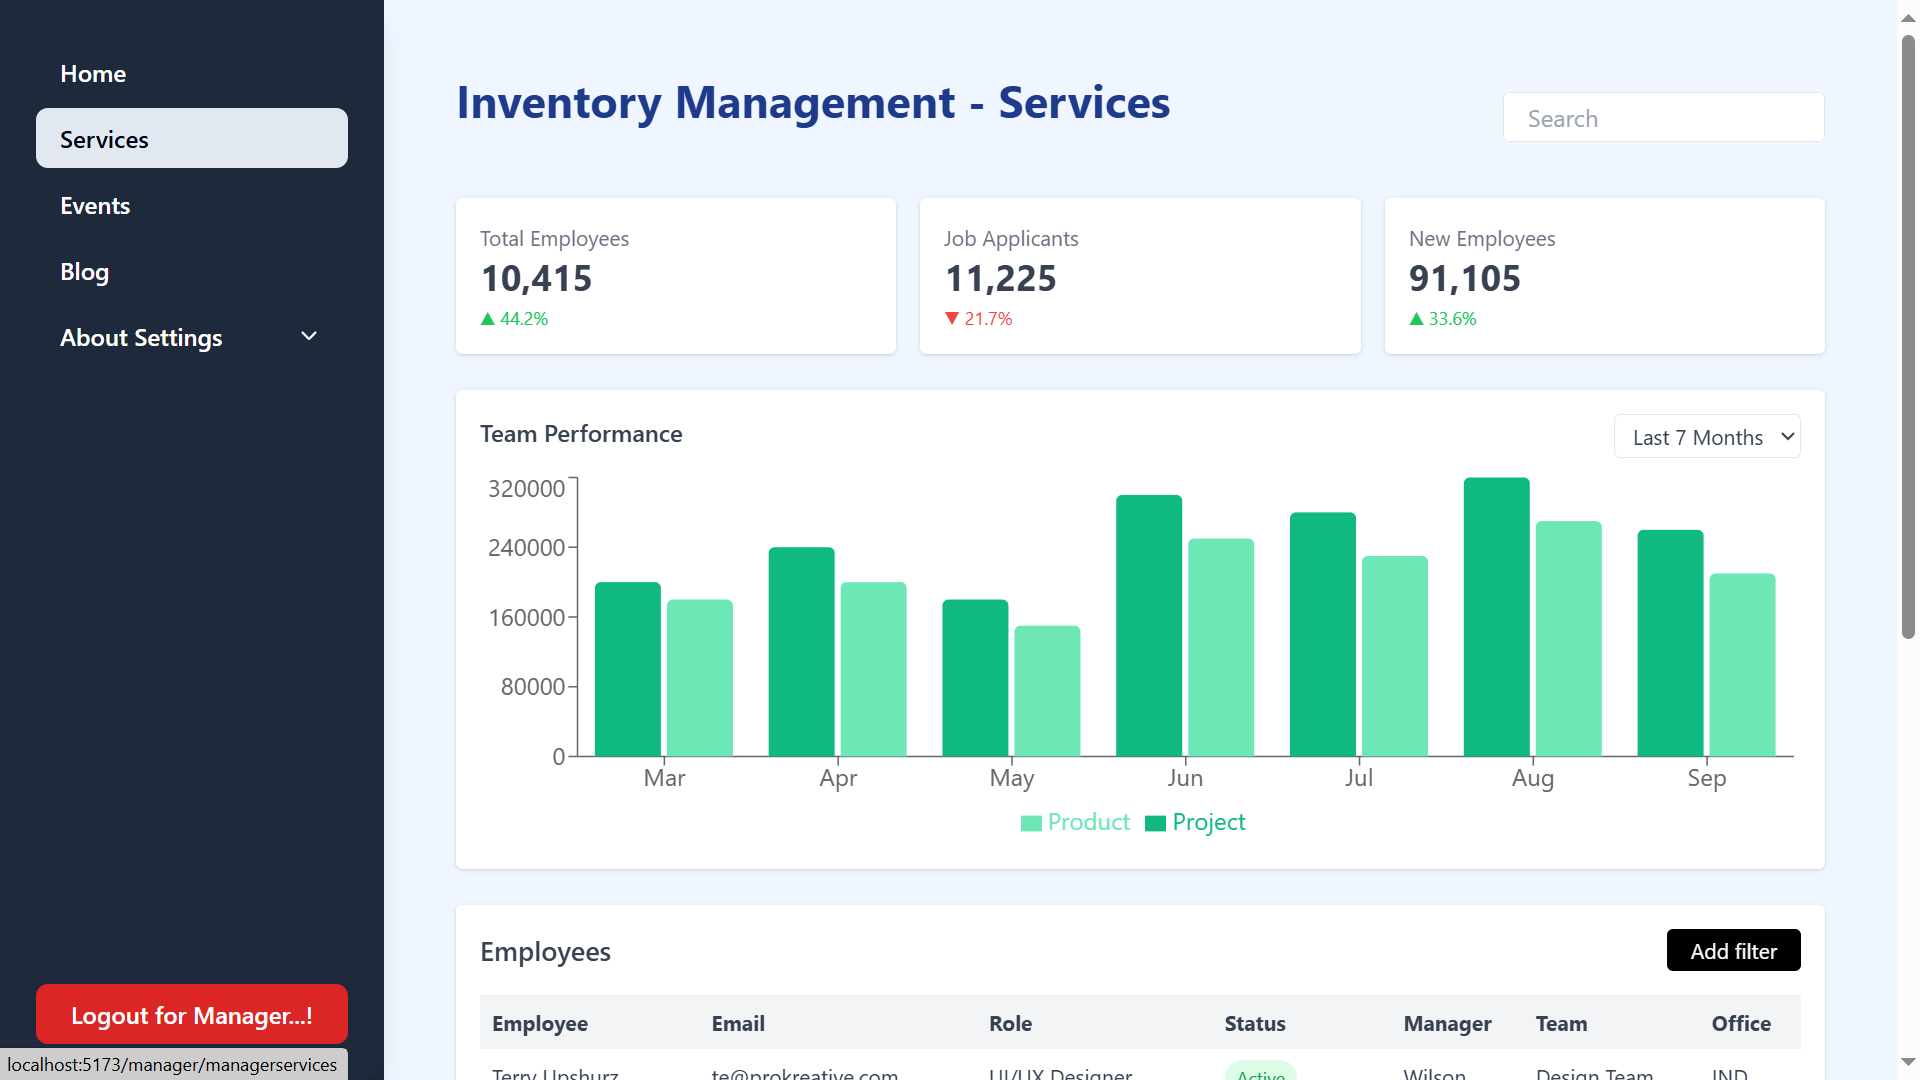 Home
Services
Events
Blog
About Settings
Logout for Manager...!
localhost:5173/manager/managerservices
Inventory Management - Services
Search
Total Employees
10,415
▲ 44.2%
Job Applicants
11,225
▼ 21.7%
New Employees
91,105
▲ 33.6%
Team Performance
Last 7 Months
320000
240000
160000
80000
0
Mar Apr May Jun Jul Aug Sep
Product Project
Employees
Add filter
Employee Email Role Status Manager Team Office
Terry Upshurz te@prokreative.com UI/UX Designer Active Wilson Design Team IND